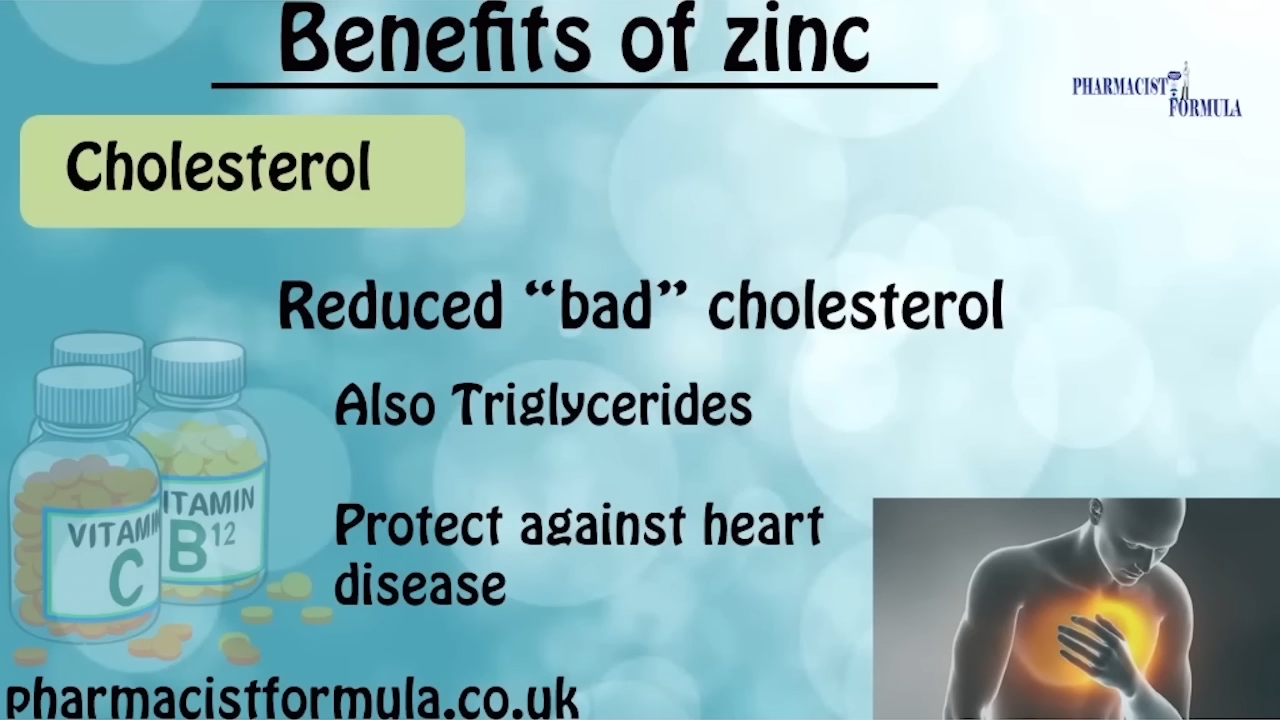 Benefits of zinc
PHARMACIST
FORMULA
Cholesterol
Reduced “bad” cholesterol
Also Triglycerides
Protect against heart
disease
VITAMIN
C
ITAMIN
B12
pharmacistformula.co.uk